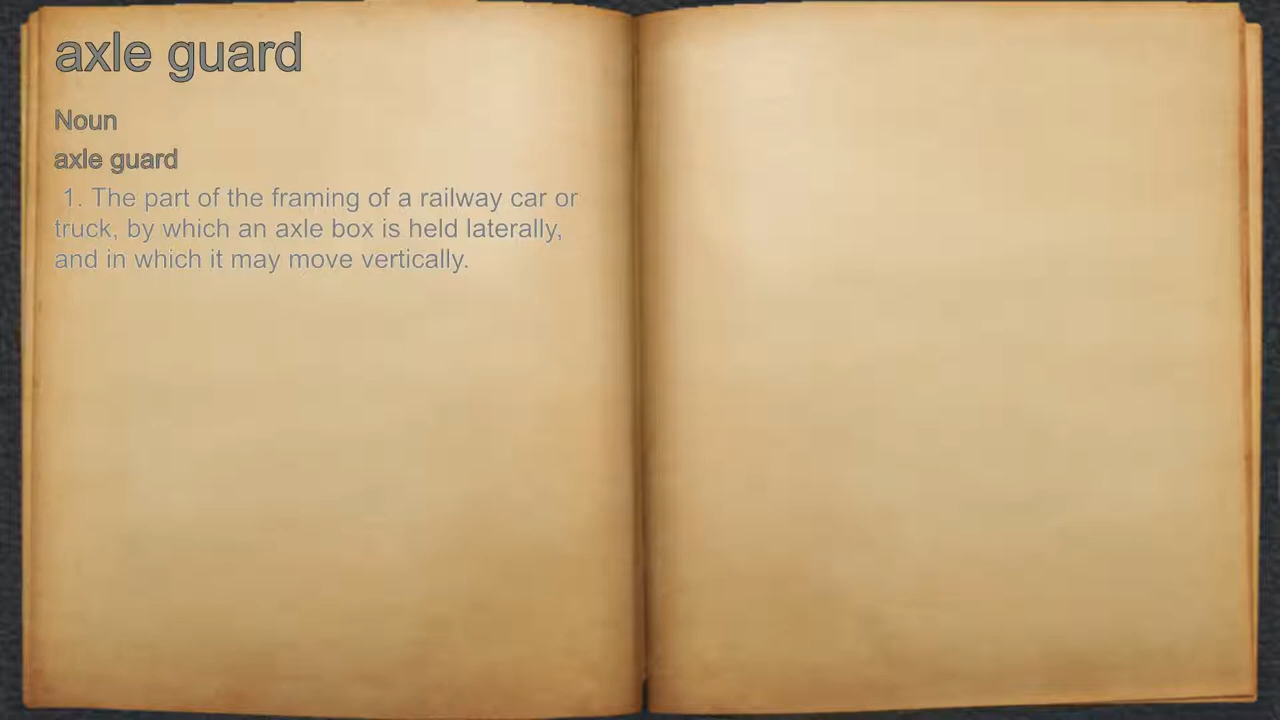 axle guard
Noun
axle guard
1. The part of the framing of a railway car or
truck, by which an axle box is held laterally,
and in which it may move vertically.